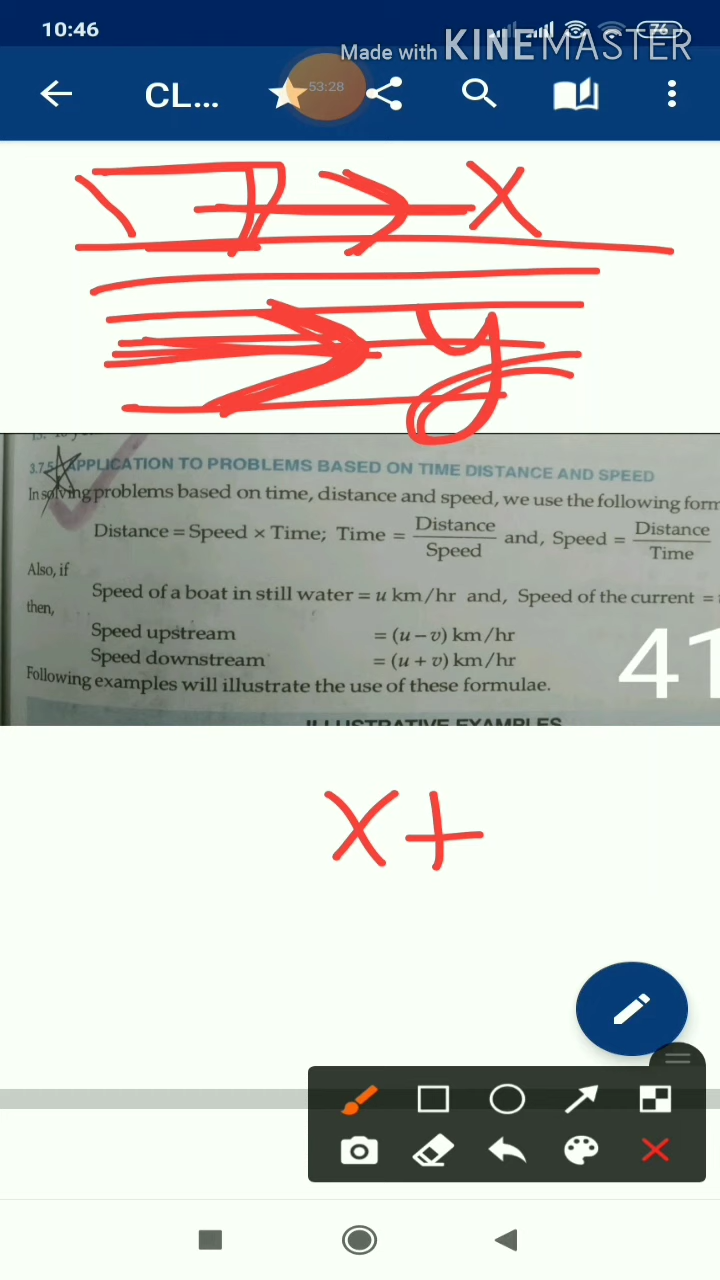 10:46
76
Made with KINEMASTER
CL...
53:28
X
y
3.7.5 APPLICATION TO PROBLEMS BASED ON TIME DISTANCE AND SPEED
In solving problems based on time, distance and speed, we use the following form
Distance = Speed × Time; Time = Distance/Speed and, Speed = Distance/Time
Also, if
Speed of a boat in still water = u km/hr and, Speed of the current =
then,
Speed upstream = (u – v) km/hr
Speed downstream = (u + v) km/hr
Following examples will illustrate the use of these formulae.
41
ILLUSTRATIVE EXAMPLES
x+